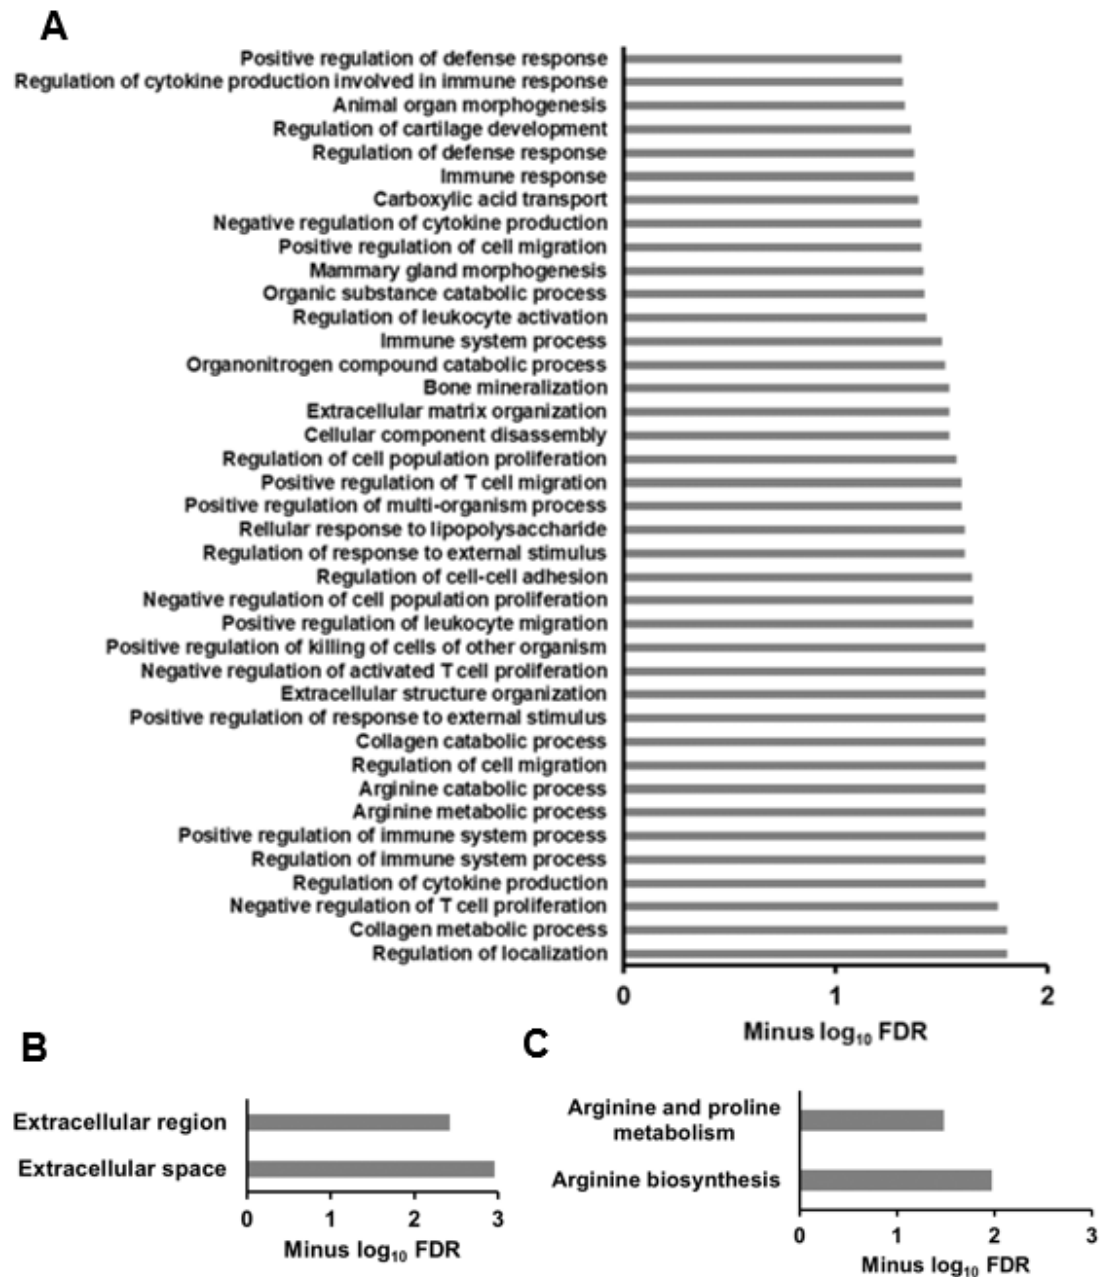 A
Positive regulation of defense response
Regulation of cytokine production involved in immune response
Animal organ morphogenesis
Regulation of cartilage development
Regulation of defense response
Immune response
Carboxylic acid transport
Negative regulation of cytokine production
Positive regulation of cell migration
Mammary gland morphogenesis
Organic substance catabolic process
Regulation of leukocyte activation
Immune system process
Organonitrogen compound catabolic process
Bone mineralization
Extracellular matrix organization
Cellular component disassembly
Regulation of cell population proliferation
Positive regulation of T cell migration
Positive regulation of multi-organism process
Rellular response to lipopolysaccharide
Regulation of response to external stimulus
Regulation of cell-cell adhesion
Negative regulation of cell population proliferation
Positive regulation of leukocyte migration
Positive regulation of killing of cells of other organism
Negative regulation of activated T cell proliferation
Extracellular structure organization
Positive regulation of response to external stimulus
Collagen catabolic process
Regulation of cell migration
Arginine catabolic process
Arginine metabolic process
Positive regulation of immune system process
Regulation of immune system process
Regulation of cytokine production
Negative regulation of T cell proliferation
Collagen metabolic process
Regulation of localization
0 1 2
Minus log₁₀ FDR
B
Extracellular region
Extracellular space
0 1 2 3
Minus log₁₀ FDR
C
Arginine and proline
metabolism
Arginine biosynthesis
0 1 2 3
Minus log₁₀ FDR